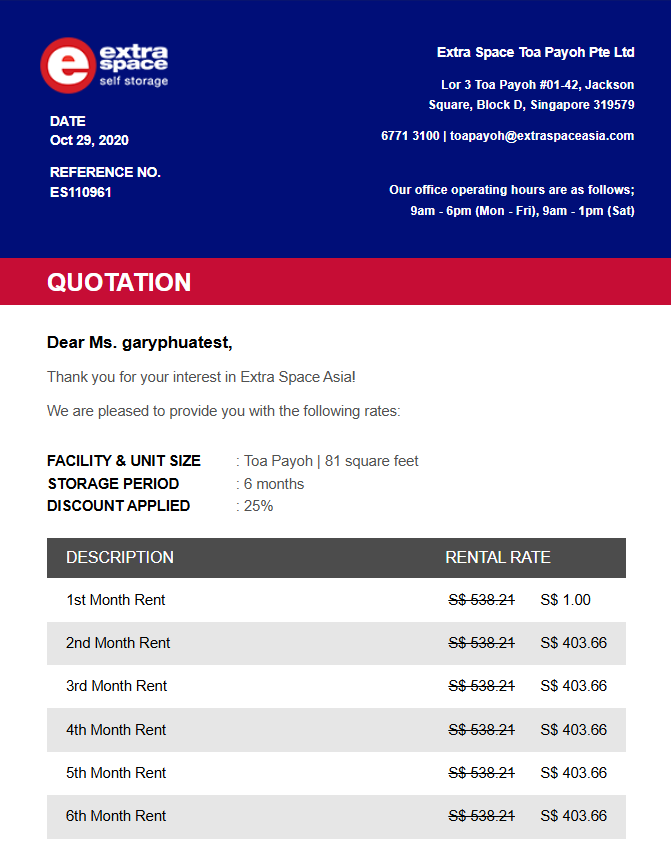 extra
space
self storage
DATE
Oct 29, 2020
REFERENCE NO.
ES110961
Extra Space Toa Payoh Pte Ltd
Lor 3 Toa Payoh #01-42, Jackson
Square, Block D, Singapore 319579
6771 3100 | toapayoh@extraspaceasia.com
Our office operating hours are as follows;
9am - 6pm (Mon - Fri), 9am - 1pm (Sat)
QUOTATION
Dear Ms. garyphuatest,
Thank you for your interest in Extra Space Asia!
We are pleased to provide you with the following rates:
FACILITY & UNIT SIZE : Toa Payoh | 81 square feet
STORAGE PERIOD : 6 months
DISCOUNT APPLIED : 25%
DESCRIPTION RENTAL RATE
1st Month Rent S$ 538.21 S$ 1.00
2nd Month Rent S$ 538.21 S$ 403.66
3rd Month Rent S$ 538.21 S$ 403.66
4th Month Rent S$ 538.21 S$ 403.66
5th Month Rent S$ 538.21 S$ 403.66
6th Month Rent S$ 538.21 S$ 403.66